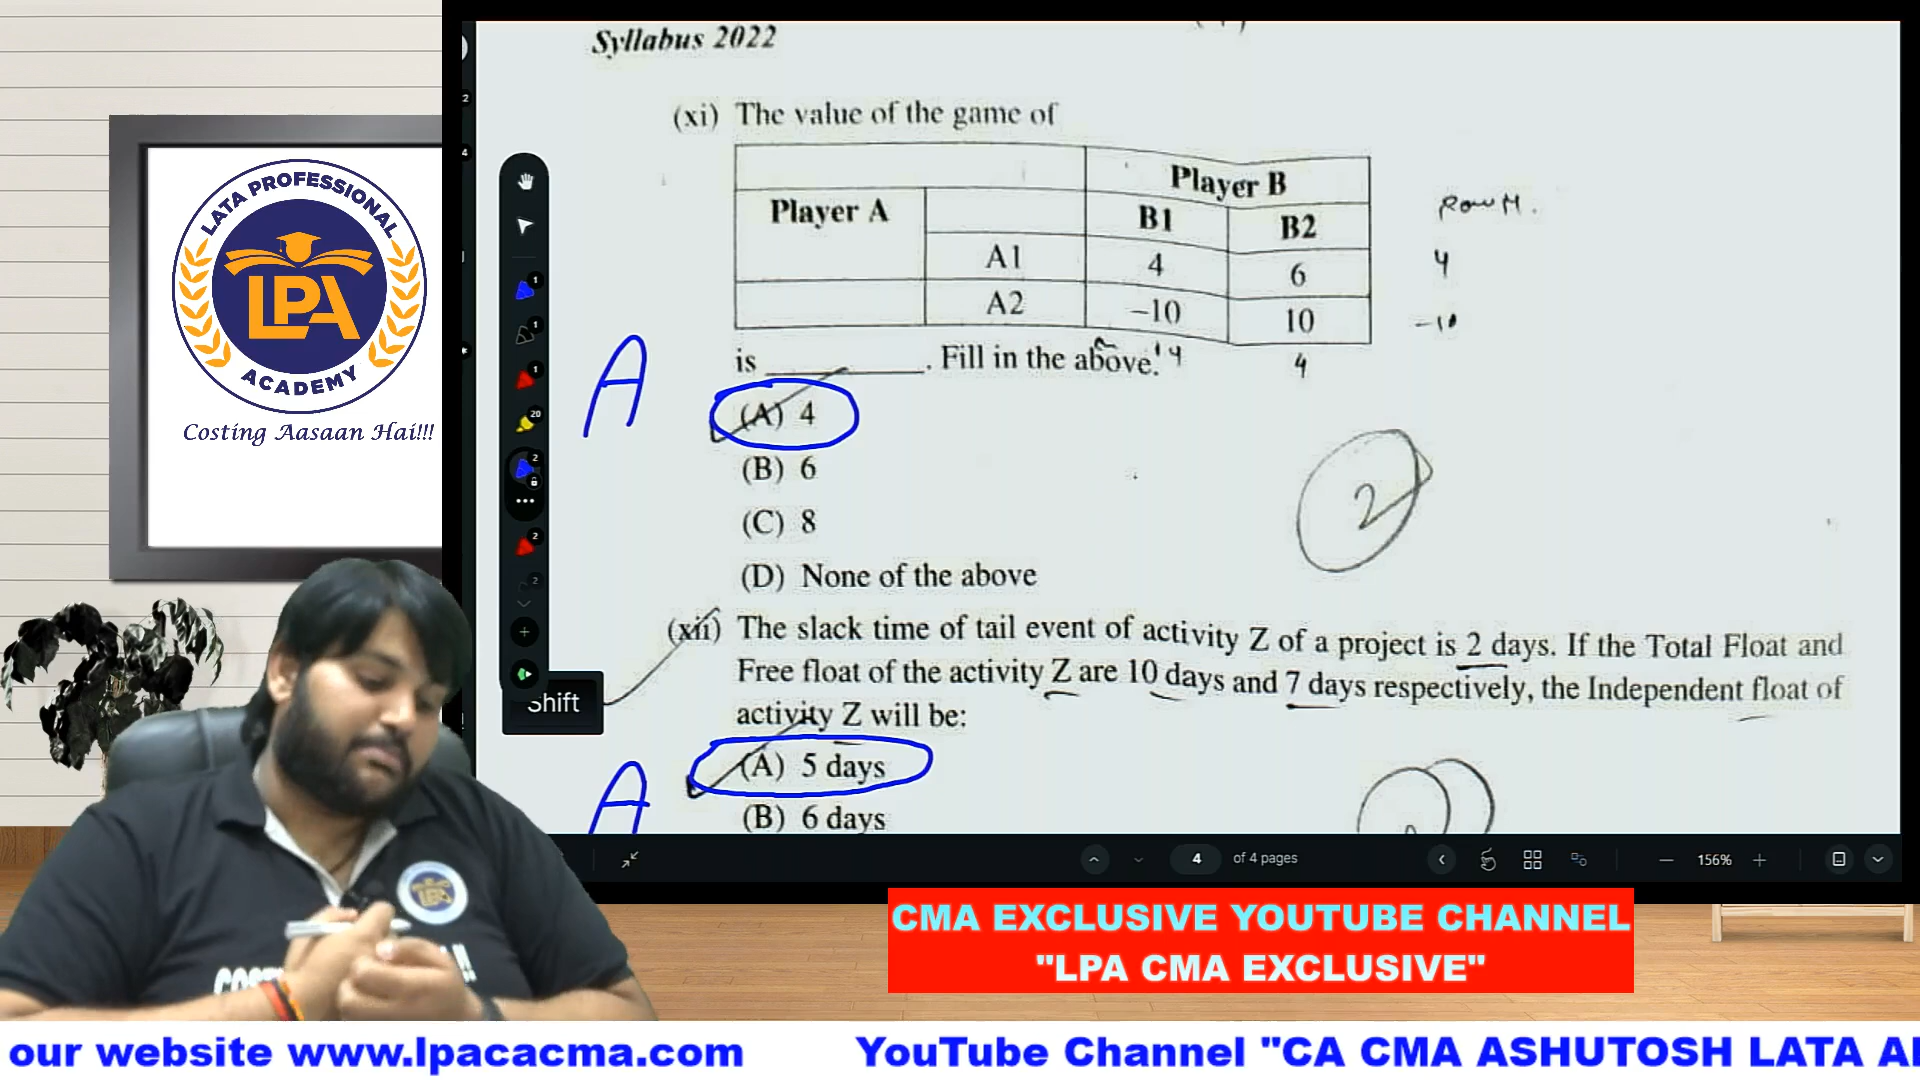 Syllabus 2022
LATA PROFESSIONAL
LPA
ACADEMY
Costing Aasaan Hai!!!
(xi) The value of the game of
Player B
Player A
B1 B2
Row M.
A1 4 6
4
A2 –10 10
-10
is __________. Fill in the above.
4
4
A
(A) 4
(B) 6
(C) 8
(D) None of the above
2
(xii) The slack time of tail event of activity Z of a project is 2 days. If the Total Float and
Free float of the activity Z are 10 days and 7 days respectively, the Independent float of
activity Z will be:
Shift
A
(A) 5 days
(B) 6 days
4 of 4 pages
156%
CMA EXCLUSIVE YOUTUBE CHANNEL
"LPA CMA EXCLUSIVE"
our website www.lpacacma.com YouTube Channel "CA CMA ASHUTOSH LATA